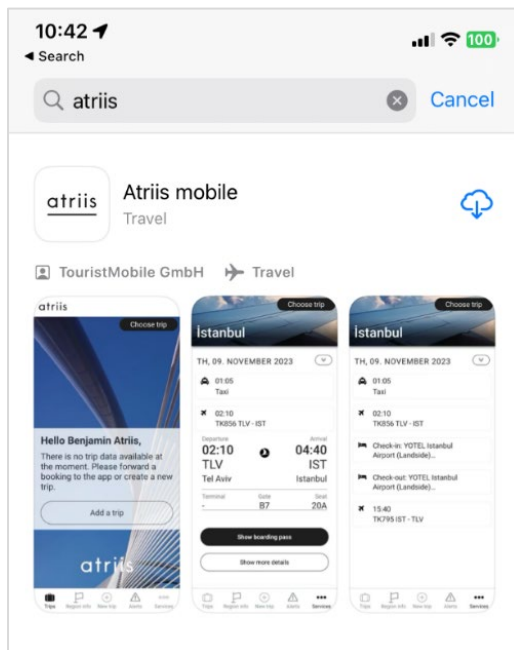 10:42
100
Search
atriis
Cancel
atriis
Atriis mobile
Travel
TouristMobile GmbH
Travel
atriis
Choose trip
Hello Benjamin Atriis,
There is no trip data available at
the moment. Please forward a
booking to the app or create a new
trip.
Add a trip
atriis
Trips Region info New trip Alerts Services
Choose trip
İstanbul
TH, 09. NOVEMBER 2023
01:05
Taxi
02:10
TK856 TLV - IST
Departure Arrival
02:10 04:40
TLV IST
Tel Aviv Istanbul
Terminal Gate Seat
- B7 20A
Show boarding pass
Show more details
Trips Region info New trip Alerts Services
Choose trip
İstanbul
TH, 09. NOVEMBER 2023
01:05
Taxi
02:10
TK856 TLV - IST
Check-in: YOTEL Istanbul
Airport (Landside)...
Check-out: YOTEL Istanbul
Airport (Landside)...
15:40
TK795 IST - TLV
Trips Region info New trip Alerts Services